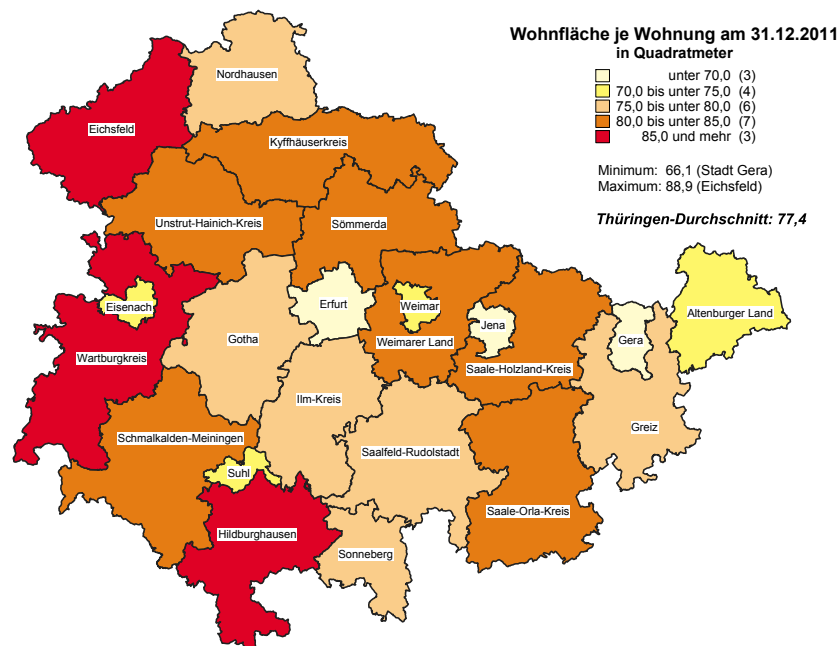 Wohnfläche je Wohnung am 31.12.2011
in Quadratmeter
unter 70,0 (3)
70,0 bis unter 75,0 (4)
75,0 bis unter 80,0 (6)
80,0 bis unter 85,0 (7)
85,0 und mehr (3)
Minimum: 66,1 (Stadt Gera)
Maximum: 88,9 (Eichsfeld)
Thüringen-Durchschnitt: 77,4
Nordhausen
Eichsfeld
Kyffhäuserkreis
Unstrut-Hainich-Kreis
Sömmerda
Eisenach
Erfurt
Weimar
Altenburger Land
Jena
Gotha
Weimarer Land
Gera
Wartburgkreis
Saale-Holzland-Kreis
Ilm-Kreis
Greiz
Schmalkalden-Meiningen
Saalfeld-Rudolstadt
Suhl
Saale-Orla-Kreis
Hildburghausen
Sonneberg